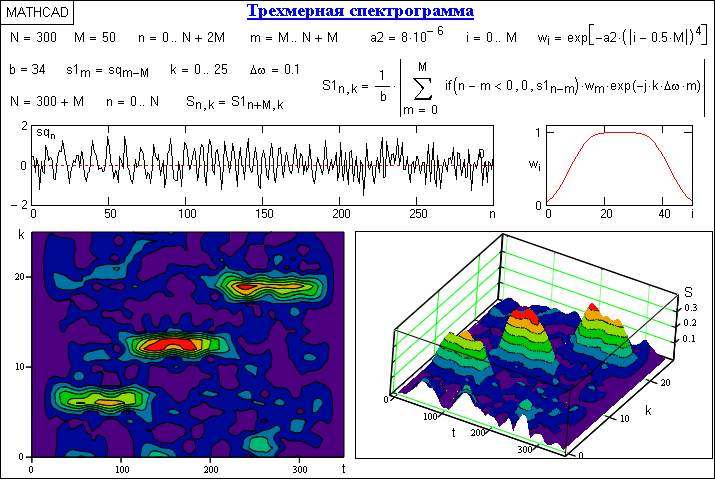 MATHCAD
Трехмерная спектрограмма
N = 300 M = 50 n = 0.. N + 2M m = M.. N + M a2 = 8·10^-6 i = 0.. M w_i = exp[-a2·(|i - 0.5·M|)^4]
b = 34 s1_m = sq_m-M k = 0.. 25 Δω = 0.1
S1_n,k = 1/b · | M ∑ m = 0 if(n - m < 0, 0, s1_n-m)·w_m·exp(-j·k·Δω·m)|
N = 300 + M n = 0.. N S_n,k = S1_n+M,k
2
sq_n
0
- 2
0 50 100 150 200 250 n
1
w_i
0 20 40 i
k
20
10
0
0 100 200 300 t
S
0.3
0.2
0.1
0
100
t
200
300
0
10
k
20